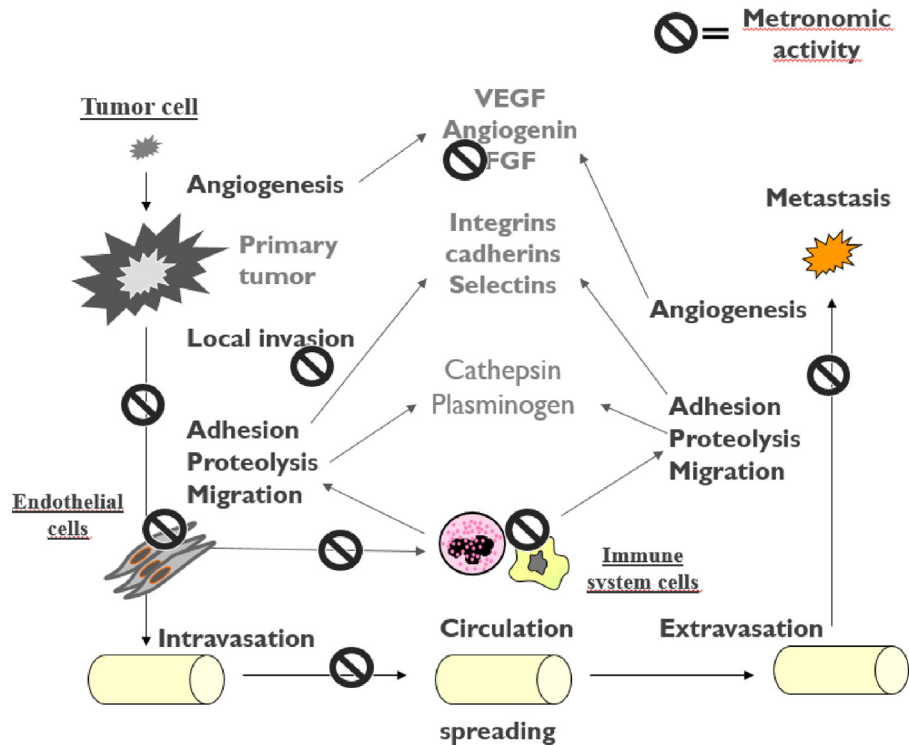 = Metronomic
activity
Tumor cell
VEGF
Angiogenin
FGF
Angiogenesis
Metastasis
Primary
tumor
Integrins
cadherins
Selectins
Angiogenesis
Local invasion
Cathepsin
Plasminogen
Adhesion
Proteolysis
Migration
Adhesion
Proteolysis
Migration
Endothelial
cells
Immune
system cells
Intravasation
Circulation
Extravasation
spreading